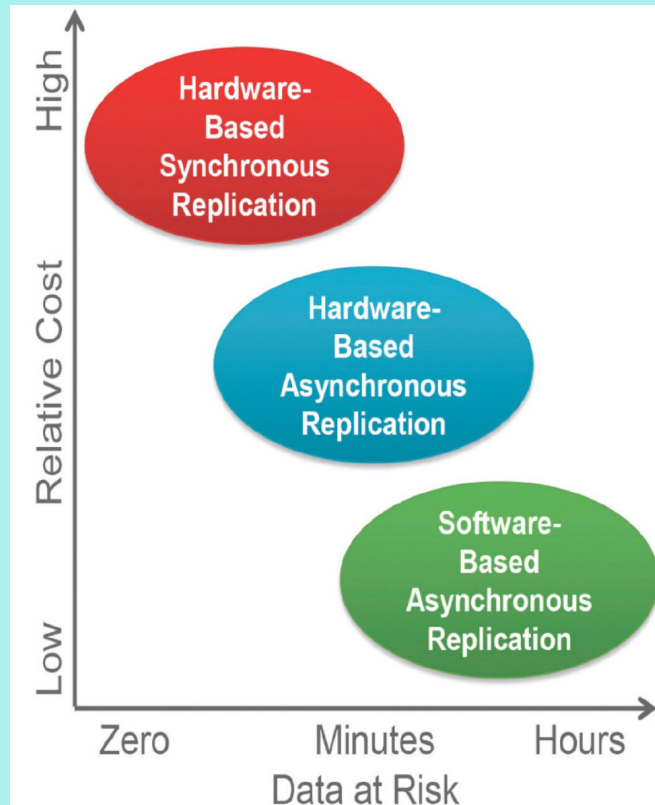 High
Relative Cost
Low
Hardware-
Based
Synchronous
Replication
Hardware-
Based
Asynchronous
Replication
Software-
Based
Asynchronous
Replication
Zero Minutes Hours
Data at Risk